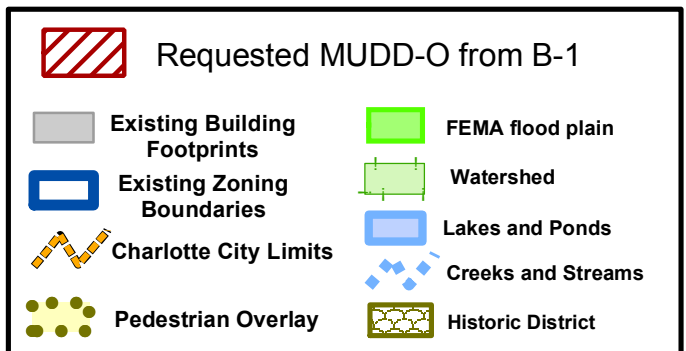 Requested MUDD-O from B-1
Existing Building
Footprints
Existing Zoning
Boundaries
Charlotte City Limits
Pedestrian Overlay
FEMA flood plain
Watershed
Lakes and Ponds
Creeks and Streams
Historic District